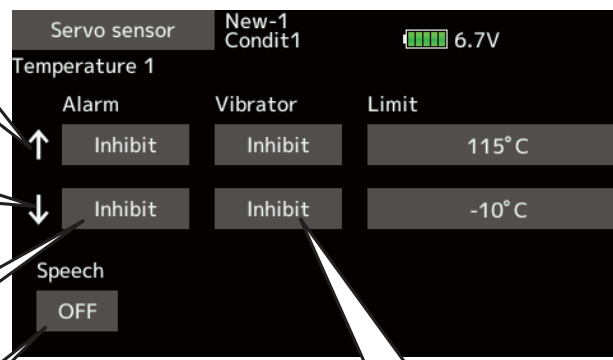 Servo sensor
New-1
Condit1
6.7V
Temperature 1
Alarm Vibrator Limit
↑ Inhibit Inhibit 115°C
↓ Inhibit Inhibit -10°C
Speech
OFF